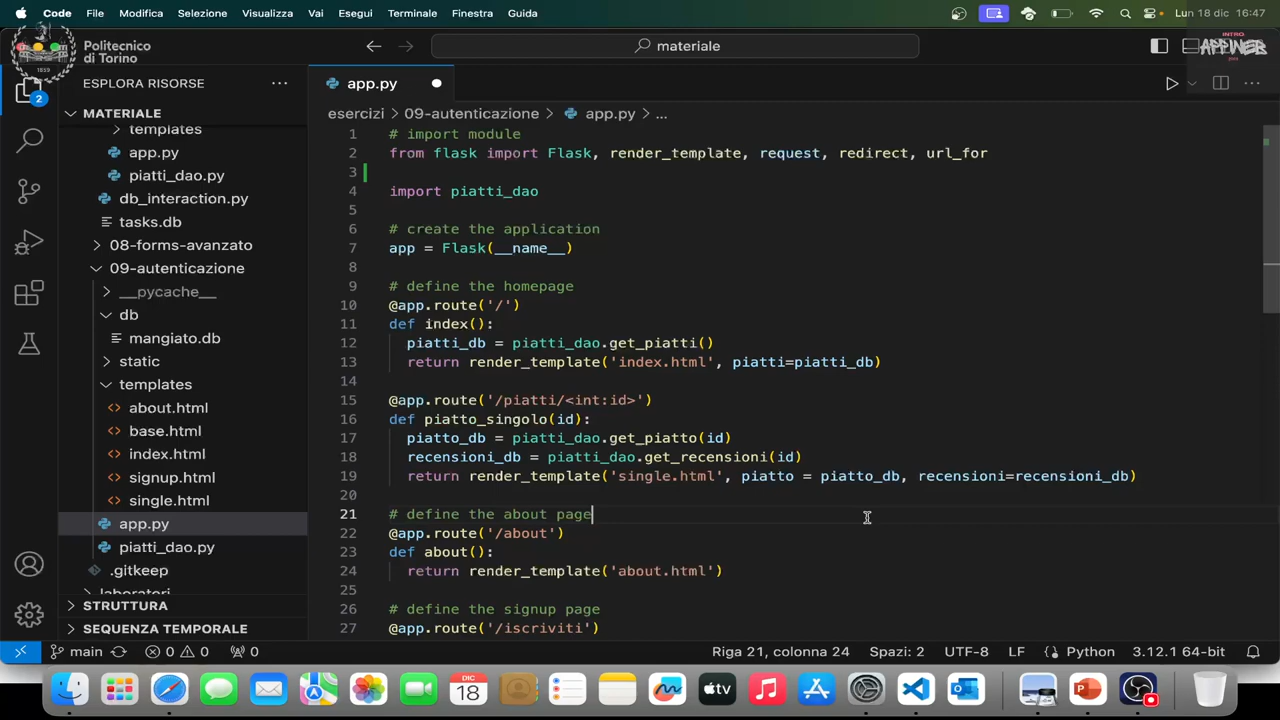 Code File Modifica Selezione Visualizza Vai Esegui Terminale Finestra Guida Lun 18 dic 16:47
Politecnico
di Torino
1859
materiale
INTRO
ESPLORA RISORSE
app.py
2
MATERIALE
esercizi > 09-autenticazione > app.py > ...
templates
app.py
piatti_dao.py
db_interaction.py
tasks.db
08-forms-avanzato
09-autenticazione
__pycache__
db
mangiato.db
static
templates
about.html
base.html
index.html
signup.html
single.html
app.py
piatti_dao.py
.gitkeep
laboratori
STRUTTURA
SEQUENZA TEMPORALE
1 # import module
2 from flask import Flask, render_template, request, redirect, url_for
3
4 import piatti_dao
5
6 # create the application
7 app = Flask(__name__)
8
9 # define the homepage
10 @app.route('/')
11 def index():
12 piatti_db = piatti_dao.get_piatti()
13 return render_template('index.html', piatti=piatti_db)
14
15 @app.route('/piatti/<int:id>')
16 def piatto_singolo(id):
17 piatto_db = piatti_dao.get_piatto(id)
18 recensioni_db = piatti_dao.get_recensioni(id)
19 return render_template('single.html', piatto = piatto_db, recensioni=recensioni_db)
20
21 # define the about page
22 @app.route('/about')
23 def about():
24 return render_template('about.html')
25
26 # define the signup page
27 @app.route('/iscriviti')
main 0 0 0 Riga 21, colonna 24 Spazi: 2 UTF-8 LF Python 3.12.1 64-bit
DIC
18
tv